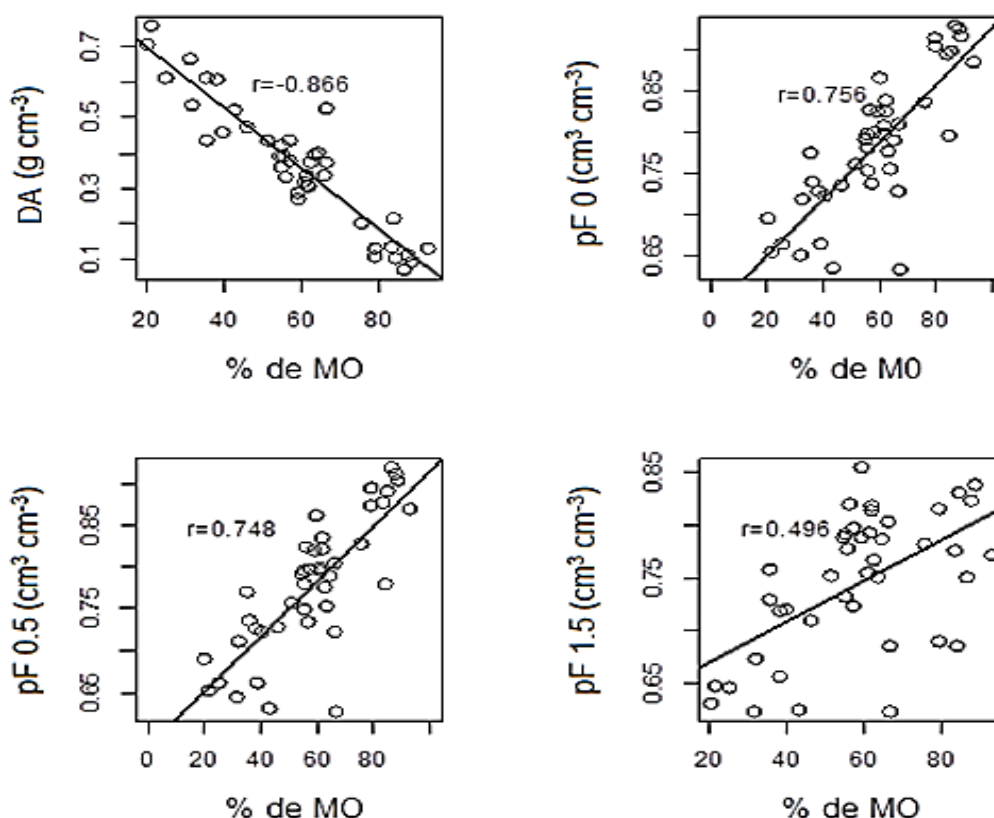 DA (g cm-3)
0.1 0.3 0.5 0.7
r=-0.866
20 40 60 80
% de MO
pF 0 (cm3 cm-3)
0.65 0.75 0.85
r=0.756
0 20 40 60 80
% de M0
pF 0.5 (cm3 cm-3)
0.65 0.75 0.85
r=0.748
0 20 40 60 80
% de MO
pF 1.5 (cm3 cm-3)
0.65 0.75 0.85
r=0.496
20 40 60 80
% de MO